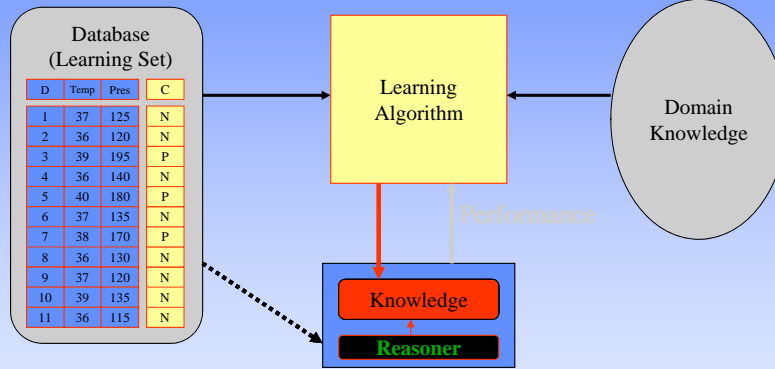 Database
(Learning Set)
D Temp Pres C
1 37 125 N
2 36 120 N
3 39 195 P
4 36 140 N
5 40 180 P
6 37 135 N
7 38 170 P
8 36 130 N
9 37 120 N
10 39 135 N
11 36 115 N
Learning
Algorithm
Domain
Knowledge
Performance
Knowledge
Reasoner